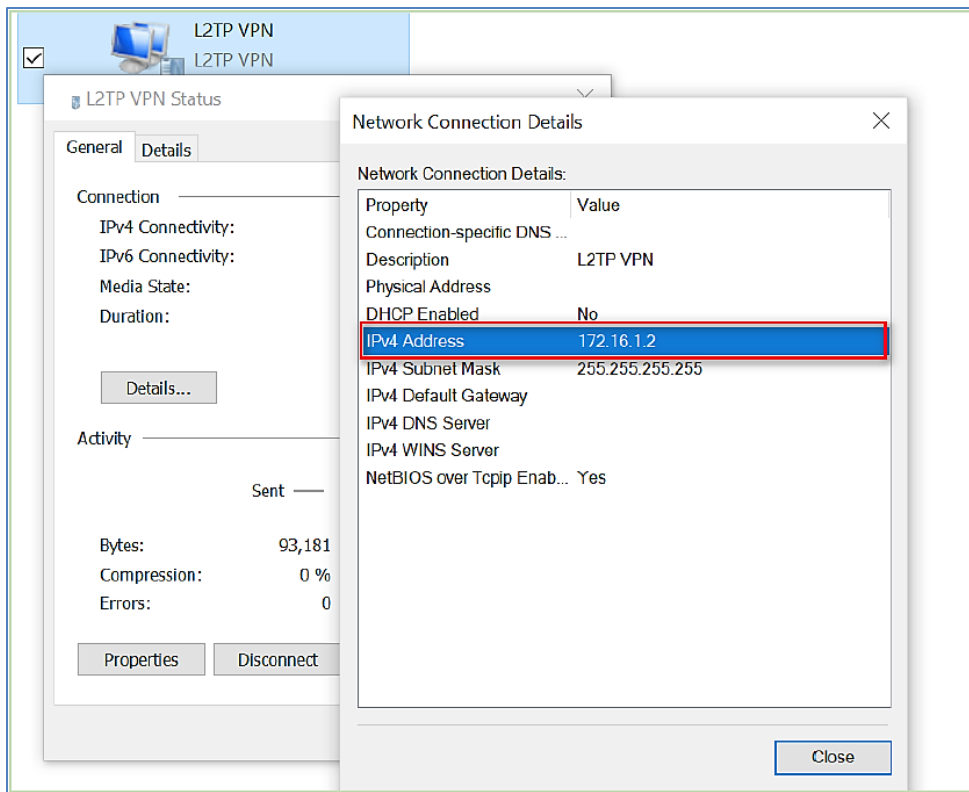 L2TP VPN
L2TP VPN
L2TP VPN Status
General Details
Connection
IPv4 Connectivity:
IPv6 Connectivity:
Media State:
Duration:
Details...
Activity
Sent
Bytes: 93,181
Compression: 0 %
Errors: 0
Properties Disconnect
Network Connection Details
Network Connection Details:
Property Value
Connection-specific DNS ...
Description L2TP VPN
Physical Address
DHCP Enabled No
IPv4 Address 172.16.1.2
IPv4 Subnet Mask 255.255.255.255
IPv4 Default Gateway
IPv4 DNS Server
IPv4 WINS Server
NetBIOS over Tcpip Enab... Yes
Close